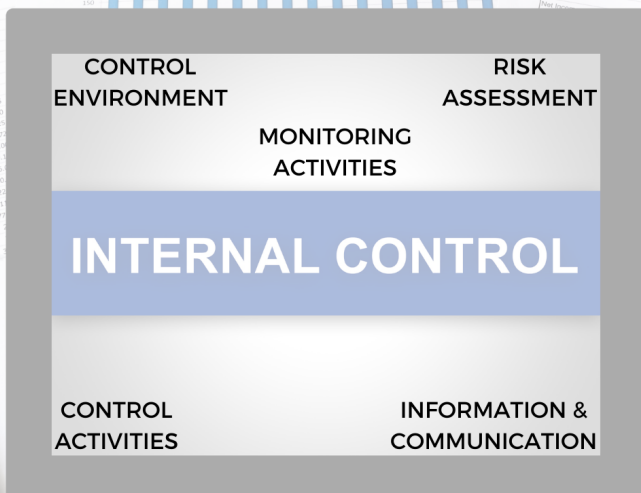 CONTROL
ENVIRONMENT
RISK
ASSESSMENT
MONITORING
ACTIVITIES
INTERNAL CONTROL
CONTROL
ACTIVITIES
INFORMATION &
COMMUNICATION